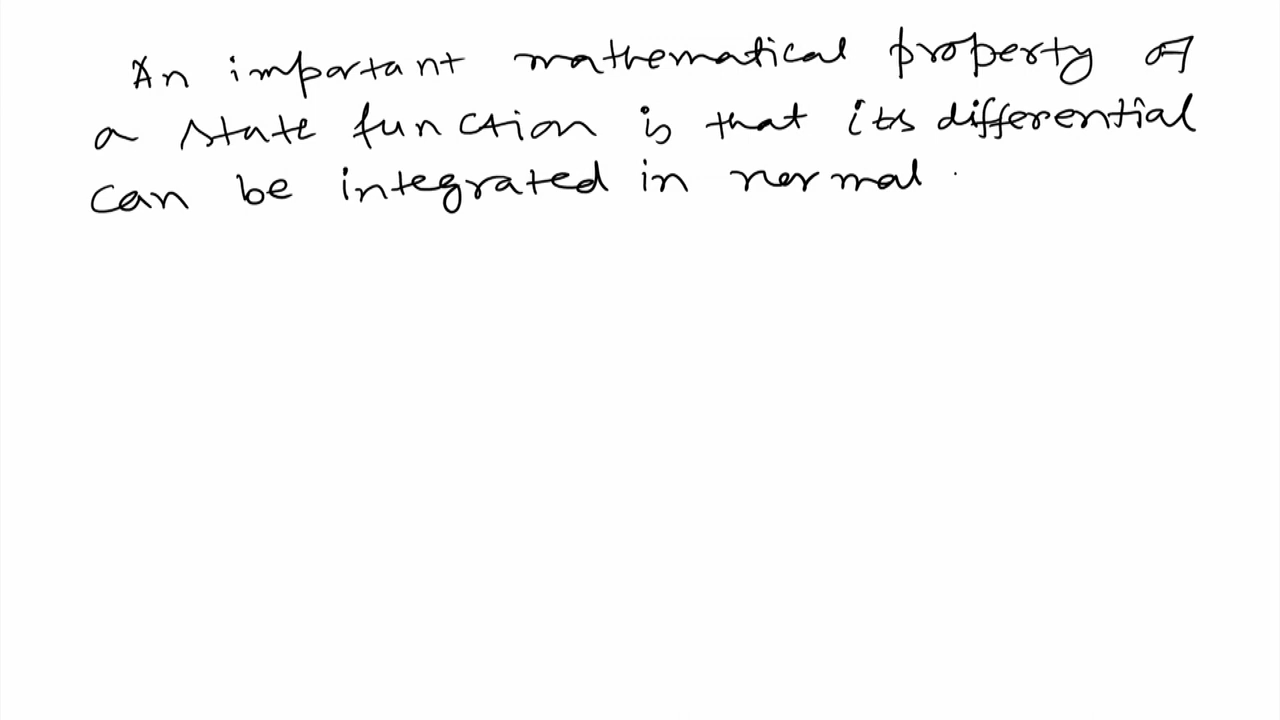 An important mathematical property of
a state function is that its differential
can be integrated in normal